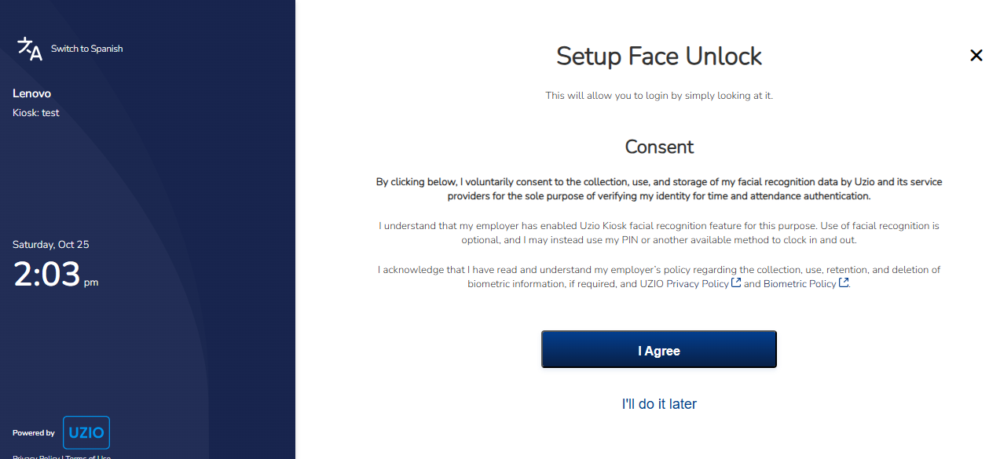 Switch to Spanish
Lenovo
Kiosk: test
Saturday, Oct 25
2:03 pm
Powered by UZIO
Privacy Policy | Terms of Use
Setup Face Unlock
This will allow you to login by simply looking at it.
Consent
By clicking below, I voluntarily consent to the collection, use, and storage of my facial recognition data by Uzio and its service
providers for the sole purpose of verifying my identity for time and attendance authentication.
I understand that my employer has enabled Uzio Kiosk facial recognition feature for this purpose. Use of facial recognition is
optional, and I may instead use my PIN or another available method to clock in and out.
I acknowledge that I have read and understand my employer's policy regarding the collection, use, retention, and deletion of
biometric information, if required, and UZIO Privacy Policy and Biometric Policy.
I Agree
I'll do it later